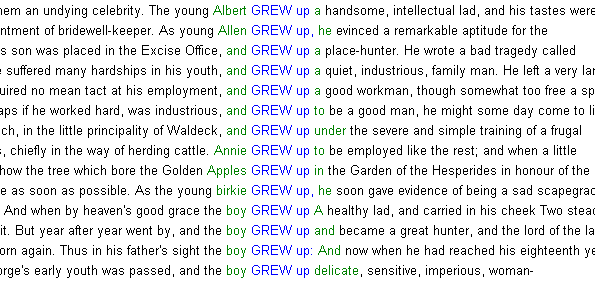 hem an undying celebrity. The young Albert GREW up a handsome, intellectual lad, and his tastes were
ntment of bridewell-keeper. As young Allen GREW up, he evinced a remarkable aptitude for the
s son was placed in the Excise Office, and GREW up a place-hunter. He wrote a bad tragedy called
e suffered many hardships in his youth, and GREW up a quiet, industrious, family man. He left a very lar
uired no mean tact at his employment, and GREW up a good workman, though somewhat too free a sp
aps if he worked hard, was industrious, and GREW up to be a good man, he might some day come to li
ch, in the little principality of Waldeck, and GREW up under the severe and simple training of a frugal
s, chiefly in the way of herding cattle. Annie GREW up to be employed like the rest; and when a little
how the tree which bore the Golden Apples GREW up in the Garden of the Hesperides in honour of the
e as soon as possible. As the young birkie GREW up, he soon gave evidence of being a sad scapegrac
And when by heaven's good grace the boy GREW up A healthy lad, and carried in his cheek Two stead
it. But year after year went by, and the boy GREW up and became a great hunter, and the lord of the la
orn again. Thus in his father's sight the boy GREW up: And now when he had reached his eighteenth ye
orge's early youth was passed, and the boy GREW up delicate, sensitive, imperious, woman-